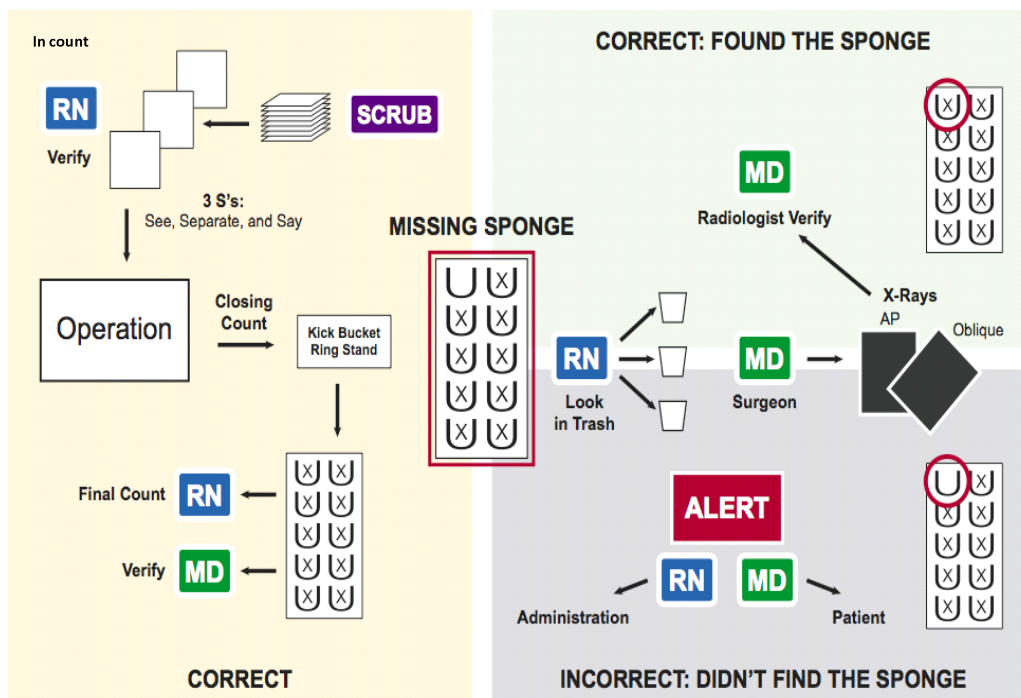 In count
RN
SCRUB
Verify
3 S's:
See, Separate, and Say
Operation
Closing
Count
Kick Bucket
Ring Stand
X X
X X
X X
X X
X X
Final Count
RN
Verify
MD
CORRECT
MISSING SPONGE
X
X X
X X
X X
X X
RN
Look
in Trash
MD
Surgeon
CORRECT: FOUND THE SPONGE
MD
Radiologist Verify
X-Rays
AP
Oblique
X X
X X
X X
X X
X X
ALERT
RN
MD
Administration
Patient
X
X X
X X
X X
X X
INCORRECT: DIDN'T FIND THE SPONGE